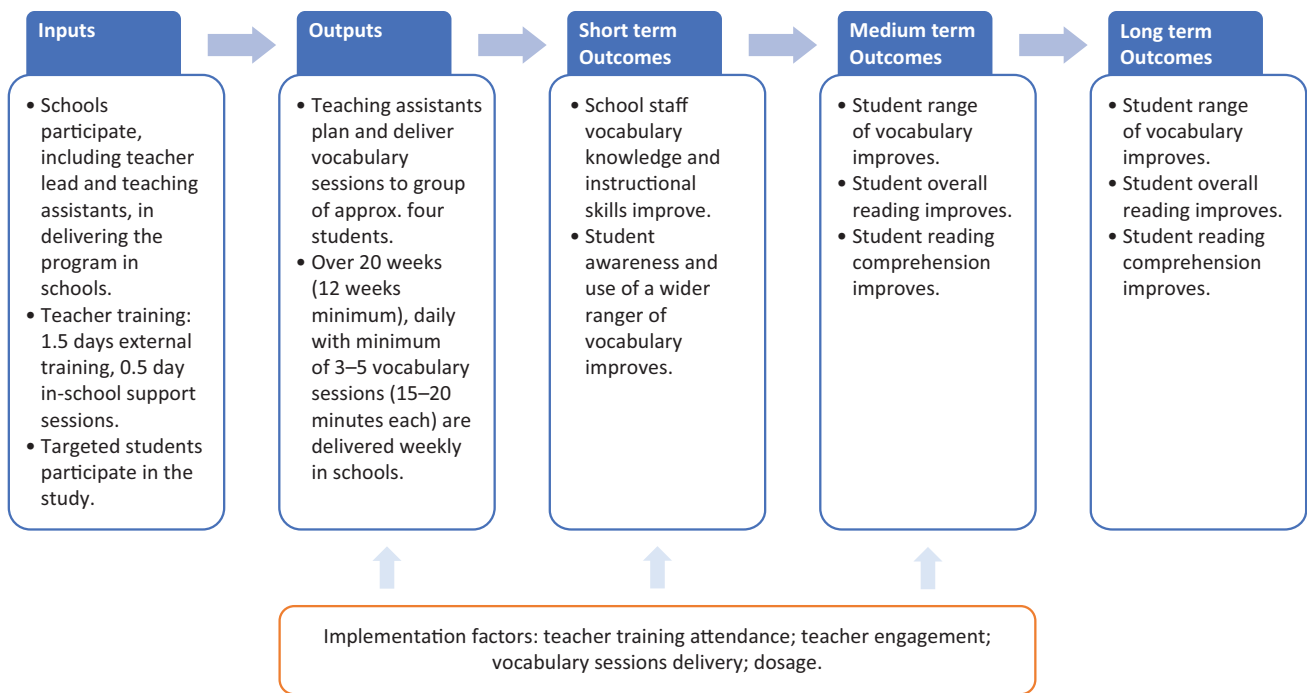 Inputs
• Schools
participate,
including teacher
lead and teaching
assistants, in
delivering the
program in
schools.
• Teacher training:
1.5 days external
training, 0.5 day
in-school support
sessions.
• Targeted students
participate in the
study.
Outputs
• Teaching assistants
plan and deliver
vocabulary
sessions to group
of approx. four
students.
• Over 20 weeks
(12 weeks
minimum), daily
with minimum
of 3–5 vocabulary
sessions (15–20
minutes each) are
delivered weekly
in schools.
Short term
Outcomes
• School staff
vocabulary
knowledge and
instructional
skills improve.
• Student
awareness and
use of a wider
ranger of
vocabulary
improves.
Medium term
Outcomes
• Student range
of vocabulary
improves.
• Student overall
reading improves.
• Student reading
comprehension
improves.
Long term
Outcomes
• Student range
of vocabulary
improves.
• Student overall
reading improves.
• Student reading
comprehension
improves.
Implementation factors: teacher training attendance; teacher engagement;
vocabulary sessions delivery; dosage.